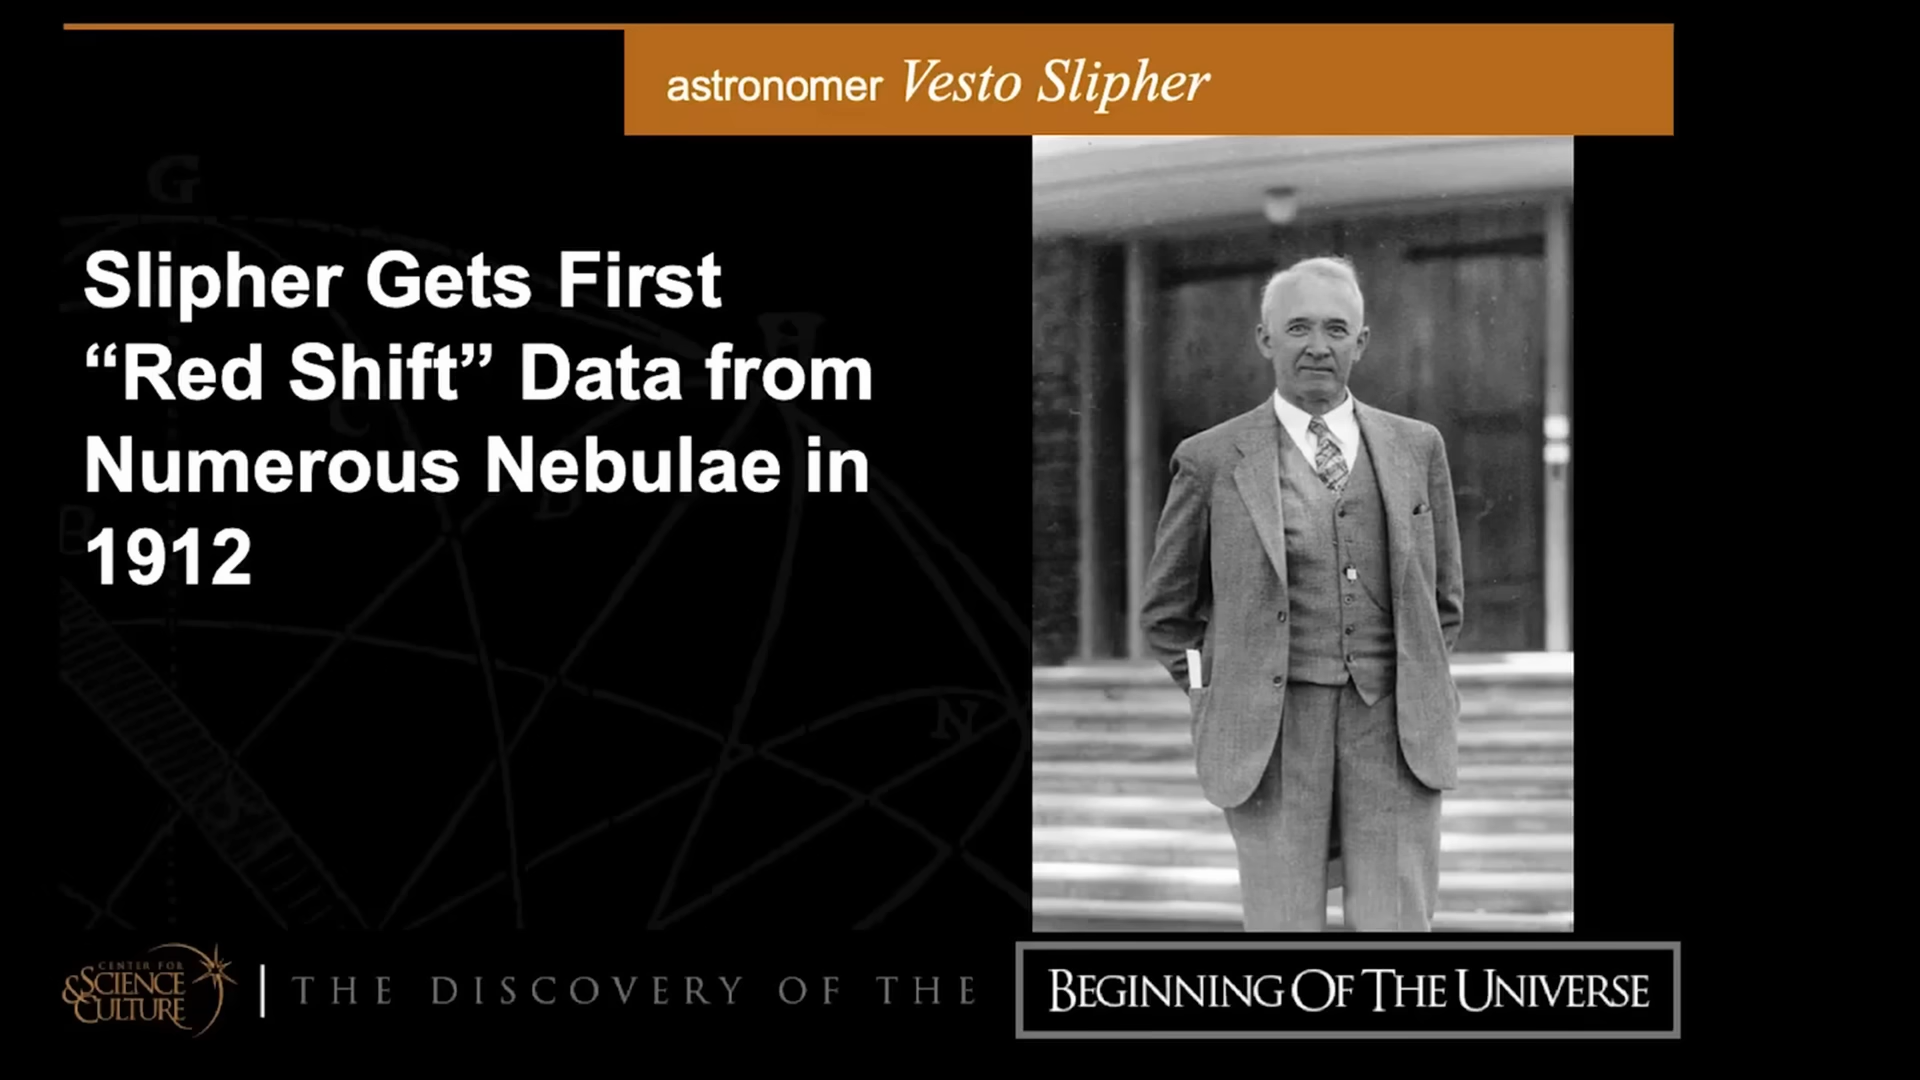 astronomer Vesto Slipher
G
H
C
D
B
N
S
Slipher Gets First
“Red Shift” Data from
Numerous Nebulae in
1912
CENTER FOR
SCIENCE
& CULTURE
THE DISCOVERY OF THE
BEGINNING OF THE UNIVERSE